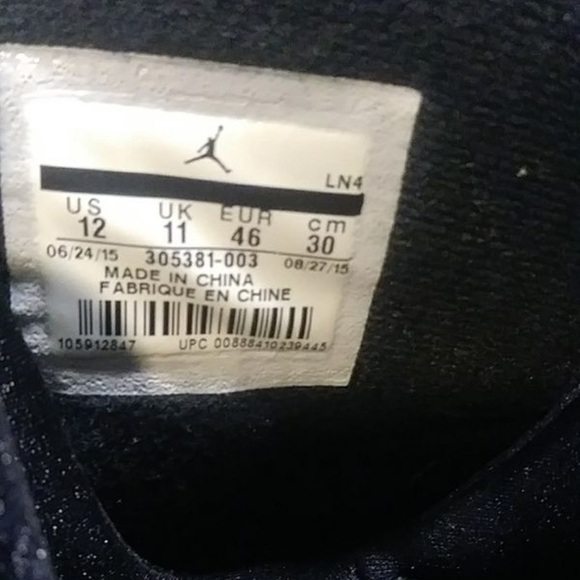 LN4
US UK EUR cm
12 11 46 30
06/24/15 305381-003 08/27/15
MADE IN CHINA
FABRIQUE EN CHINE
105912847 UPC 00888410239445